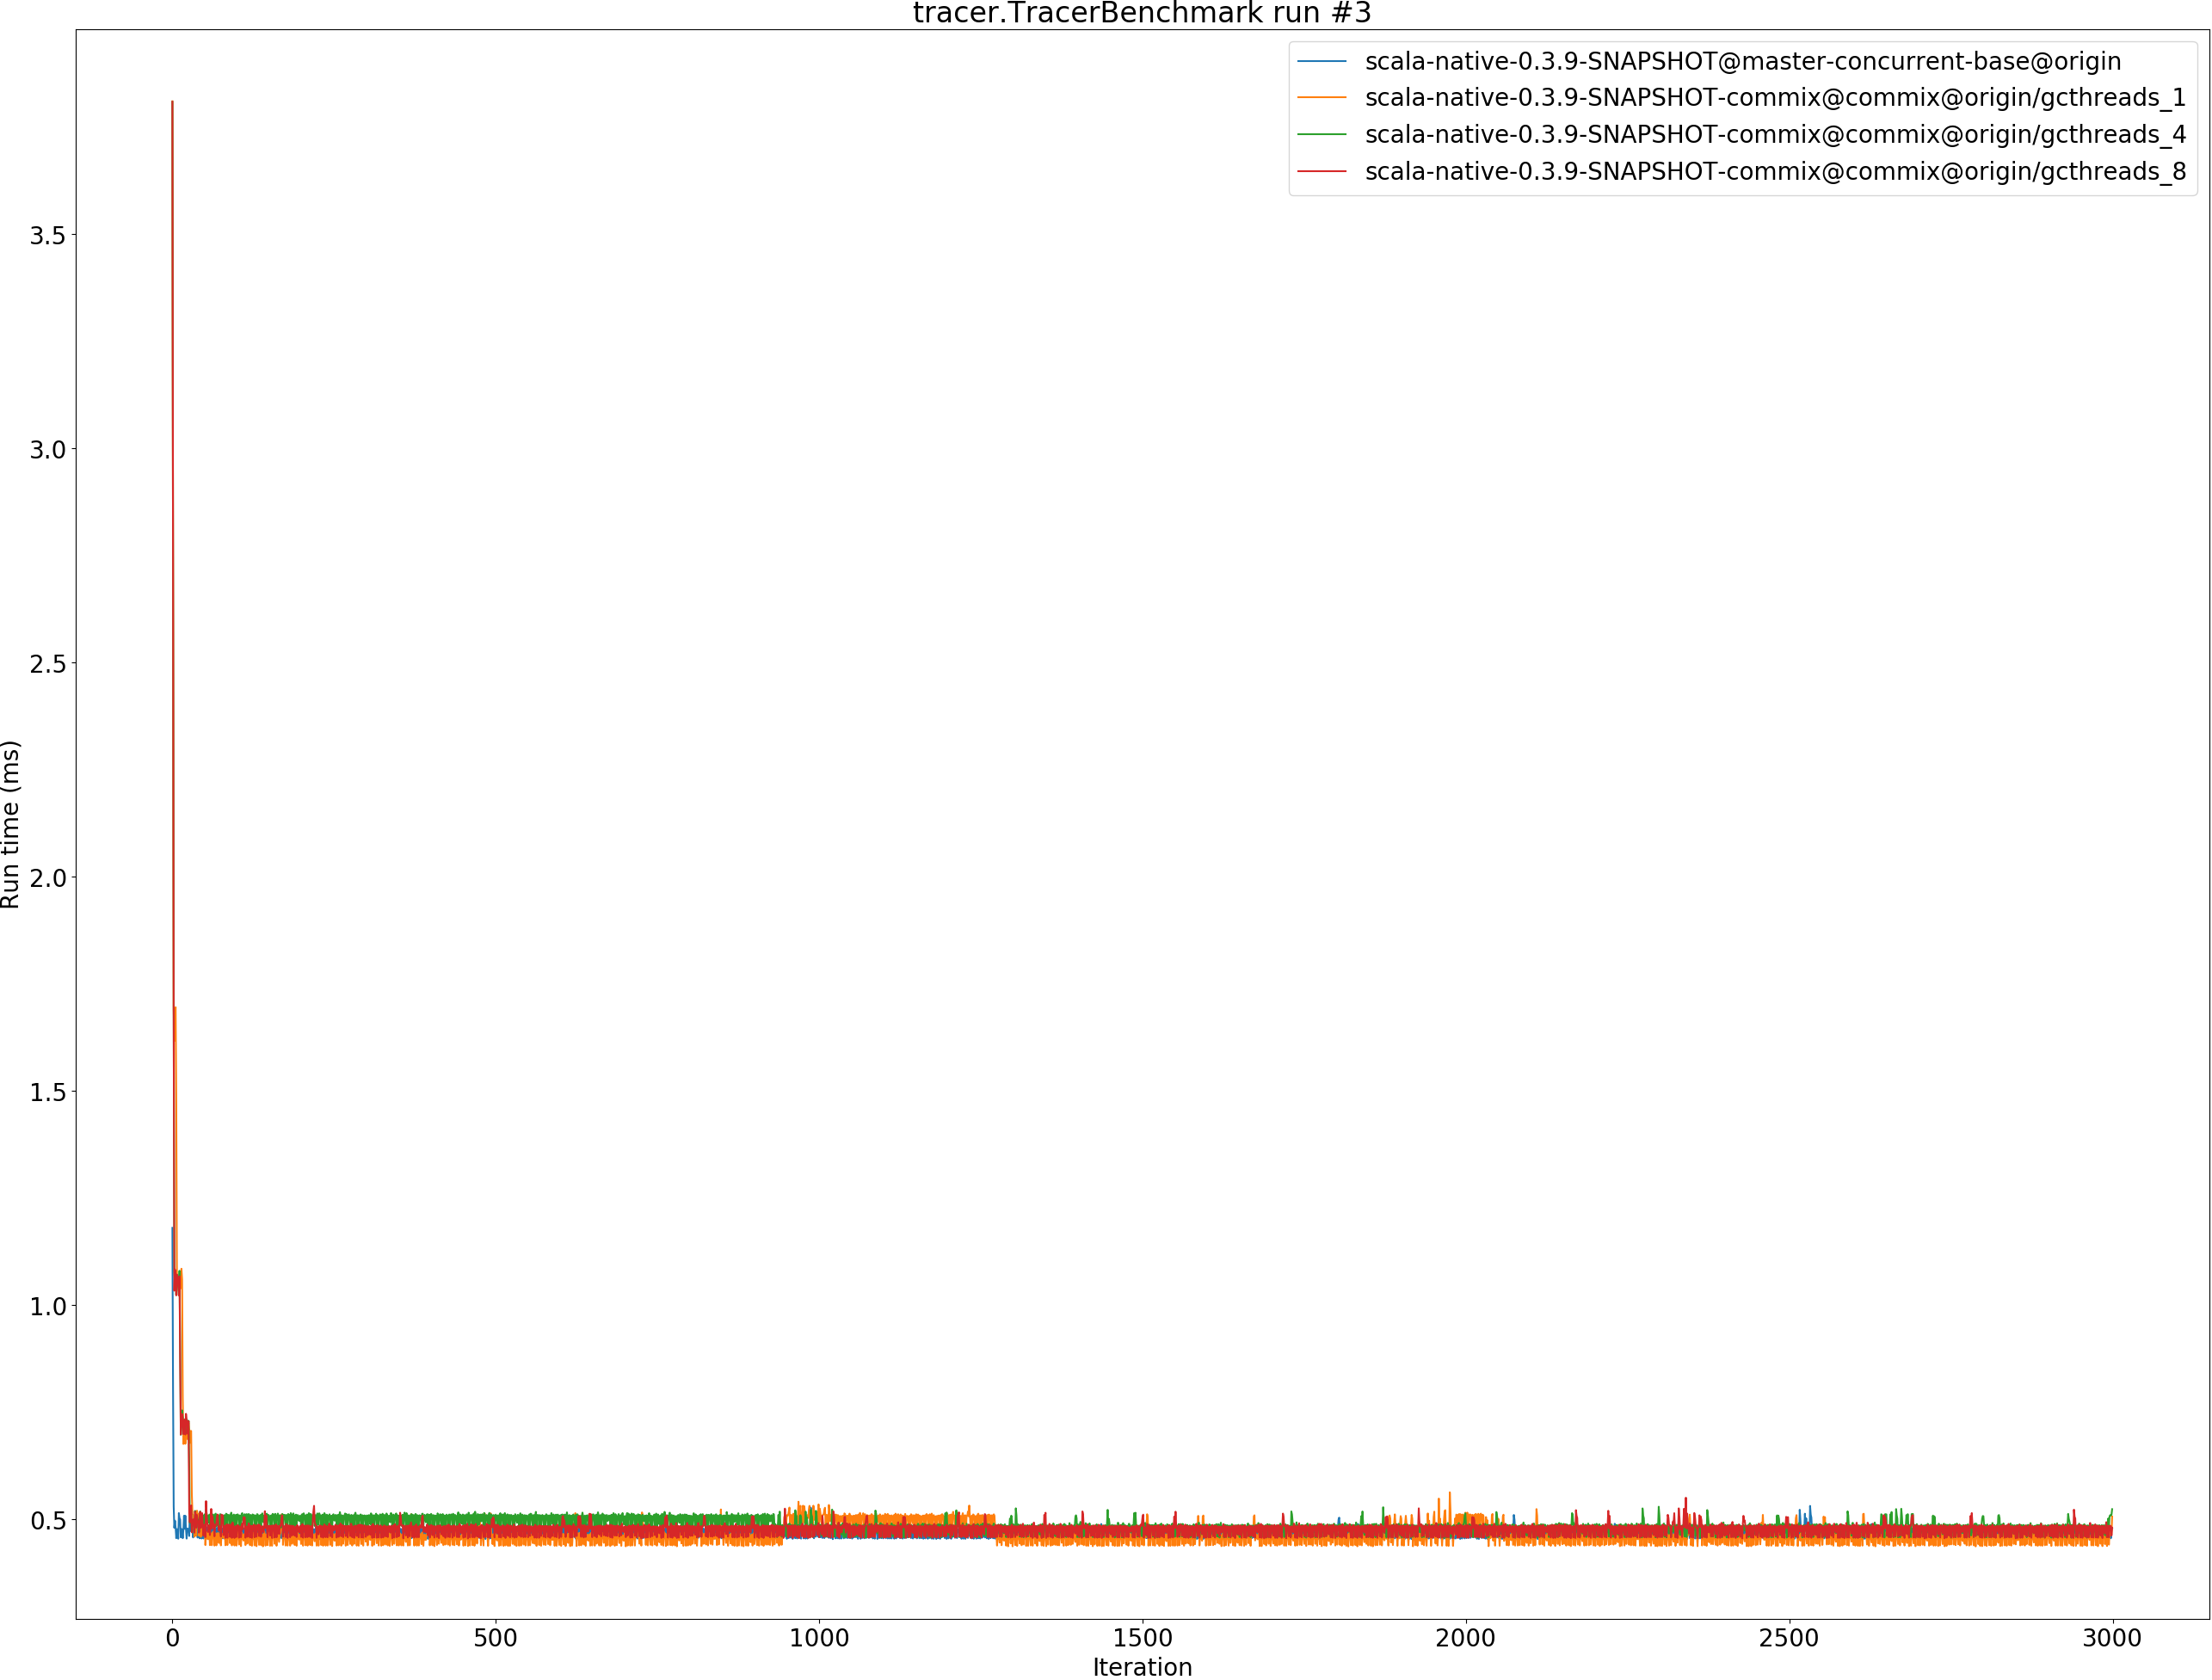 tracer.TracerBenchmark run #3
scala-native-0.3.9-SNAPSHOT@master-concurrent-base@origin
scala-native-0.3.9-SNAPSHOT-commix@commix@origin/gcthreads_1
scala-native-0.3.9-SNAPSHOT-commix@commix@origin/gcthreads_4
scala-native-0.3.9-SNAPSHOT-commix@commix@origin/gcthreads_8
3.5
3.0
2.5
2.0
1.5
1.0
0.5
Run time (ms)
0 500 1000 1500 2000 2500 3000
Iteration